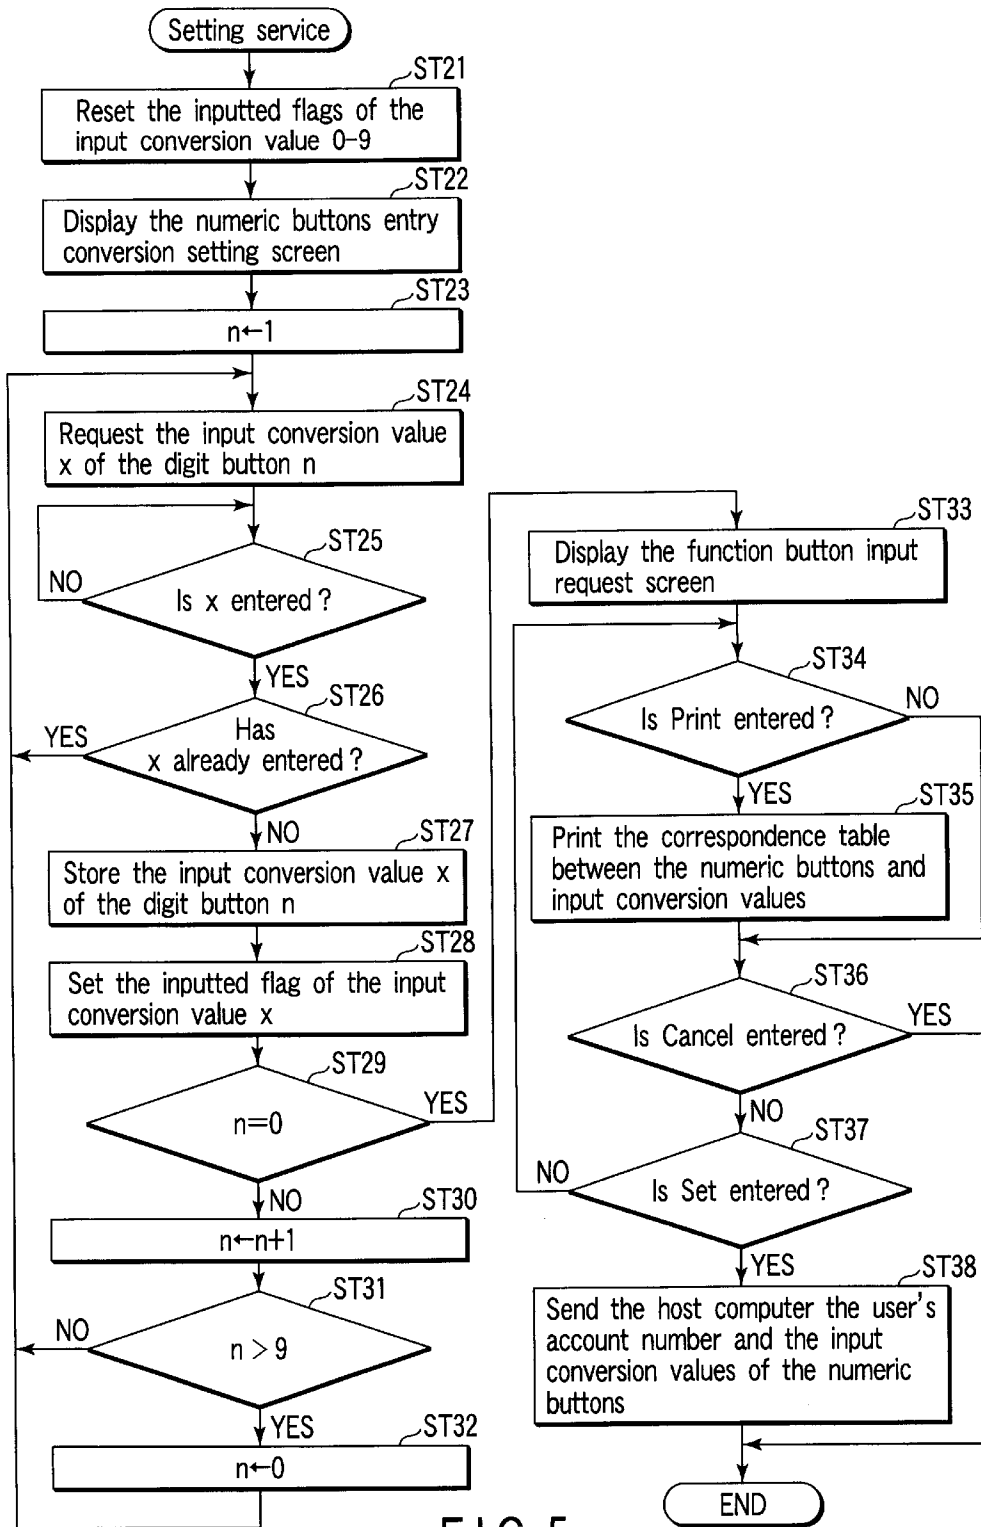 Setting service
ST21
Reset the inputted flags of the
input conversion value 0-9
ST22
Display the numeric buttons entry
conversion setting screen
ST23
n←1
ST24
Request the input conversion value
x of the digit button n
ST25
NO
Is x entered?
YES
ST26
YES
Has
x already entered?
NO
ST27
Store the input conversion value x
of the digit button n
ST28
Set the inputted flag of the input
conversion value x
ST29
YES
n=0
NO
ST30
n←n+1
ST31
NO
n > 9
YES
ST32
n←0
ST33
Display the function button input
request screen
ST34
NO
Is Print entered?
YES
ST35
Print the correspondence table
between the numeric buttons and
input conversion values
ST36
YES
Is Cancel entered?
NO
ST37
NO
Is Set entered?
YES
ST38
Send the host computer the user's
account number and the input
conversion values of the numeric
buttons
END